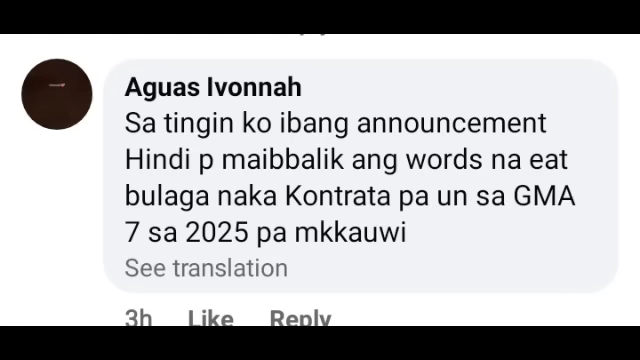 Aguas Ivonnah
Sa tingin ko ibang announcement
Hindi p maibbalik ang words na eat
bulaga naka Kontrata pa un sa GMA
7 sa 2025 pa mkkauwi
See translation
3h Like Reply